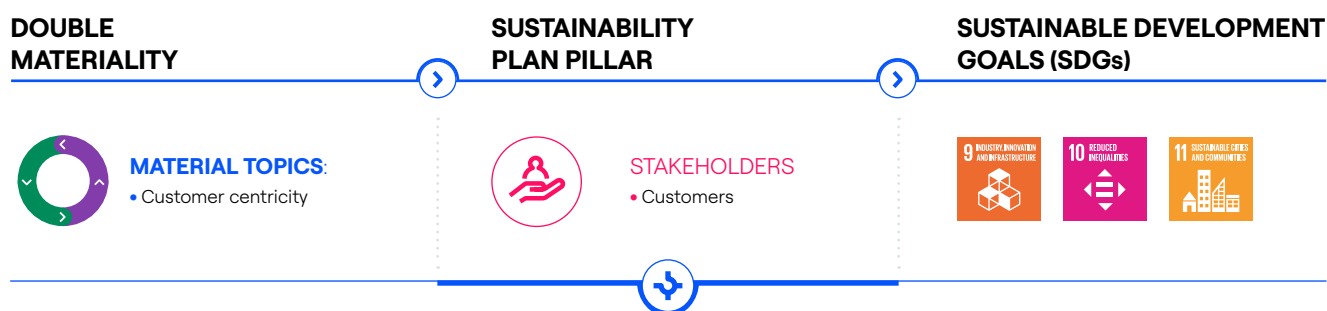 DOUBLE
MATERIALITY
SUSTAINABILITY
PLAN PILLAR
SUSTAINABLE DEVELOPMENT
GOALS (SDGs)
MATERIAL TOPICS:
• Customer centricity
STAKEHOLDERS
• Customers
9 INDUSTRY, INNOVATION
AND INFRASTRUCTURE
10 REDUCED
INEQUALITIES
11 SUSTAINABLE CITIES
AND COMMUNITIES